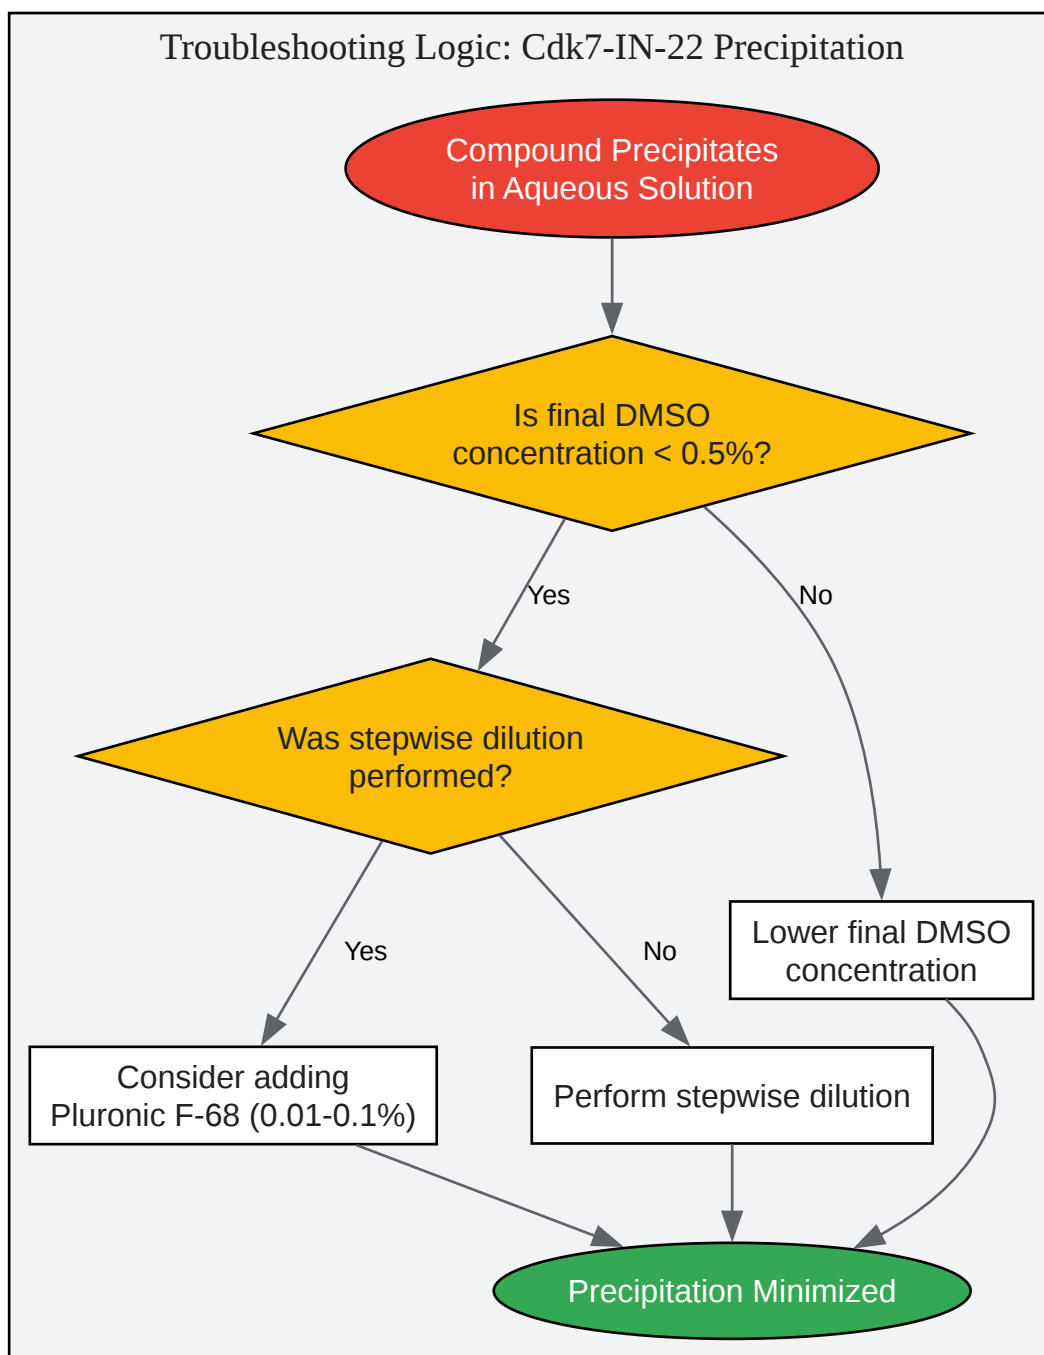 Troubleshooting Logic: Cdk7-IN-22 Precipitation
Compound Precipitates
in Aqueous Solution
Is final DMSO
concentration < 0.5%?
Yes
No
Was stepwise dilution
performed?
Yes
No
Lower final DMSO
concentration
Consider adding
Pluronic F-68 (0.01-0.1%)
Perform stepwise dilution
Precipitation Minimized